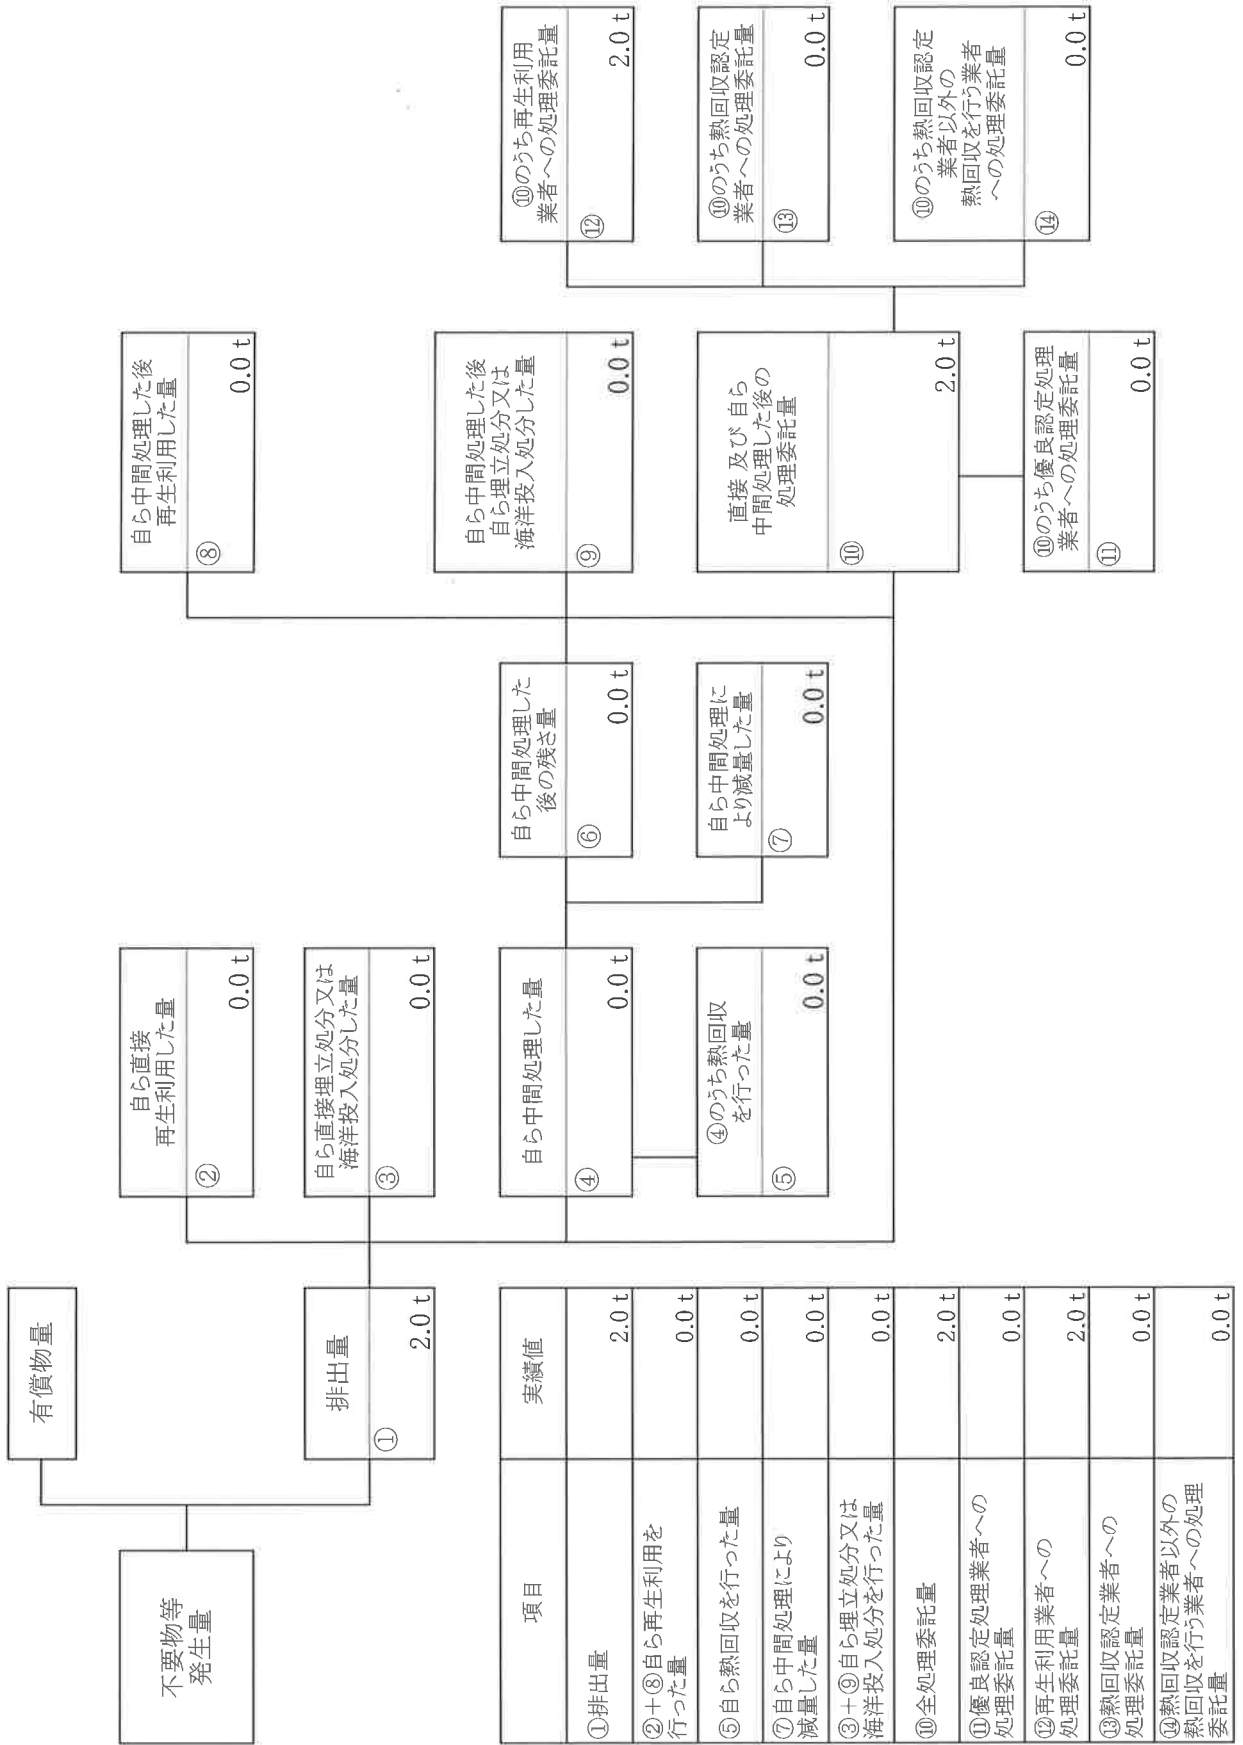 不要物等
発生量
有償物量
排出量
①
2.0 t
自ら直接
再生利用した量
②
0.0 t
自ら直接埋立処分又は
海洋投入処分した量
③
0.0 t
自ら中間処理した量
④
0.0 t
④のうち熱回収
を行った量
⑤
0.0 t
自ら中間処理した
後の残さ量
⑥
0.0 t
自ら中間処理に
より減量した量
⑦
0.0 t
自ら中間処理した後
再生利用した量
⑧
0.0 t
自ら中間処理した後
自ら埋立処分又は
海洋投入処分した量
⑨
0.0 t
直接 及び 自ら
中間処理した後の
処理委託量
⑩
2.0 t
⑩のうち優良認定処理
業者への処理委託量
⑪
0.0 t
⑩のうち再生利用
業者への処理委託量
⑫
2.0 t
⑩のうち熱回収認定
業者への処理委託量
⑬
0.0 t
⑩のうち熱回収認定
業者以外の
熱回収を行う業者
への処理委託量
⑭
0.0 t
項目
実績値
①排出量
2.0 t
②＋⑧自ら再生利用を
行った量
0.0 t
⑤自ら熱回収を行った量
0.0 t
⑦自ら中間処理により
減量した量
0.0 t
③＋⑨自ら埋立処分又は
海洋投入処分を行った量
0.0 t
⑩全処理委託量
2.0 t
⑪優良認定処理業者への
処理委託量
0.0 t
⑫再生利用業者への
処理委託量
2.0 t
⑬熱回収認定業者への
処理委託量
0.0 t
⑭熱回収認定業者以外の
熱回収を行う業者への処理
委託量
0.0 t